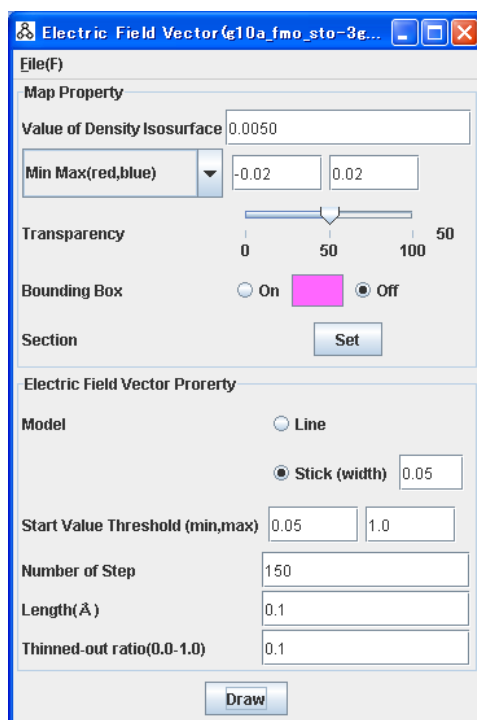 Electric Field Vector(g10a_fmo_sto-3g...
File(F)
Map Property
Value of Density Isosurface 0.0050
Min Max(red,blue) -0.02 0.02
Transparency 50
0 50 100
Bounding Box On Off
Section Set
Electric Field Vector Prorerty
Model Line
Stick (width) 0.05
Start Value Threshold (min,max) 0.05 1.0
Number of Step 150
Length(Å) 0.1
Thinned-out ratio(0.0-1.0) 0.1
Draw